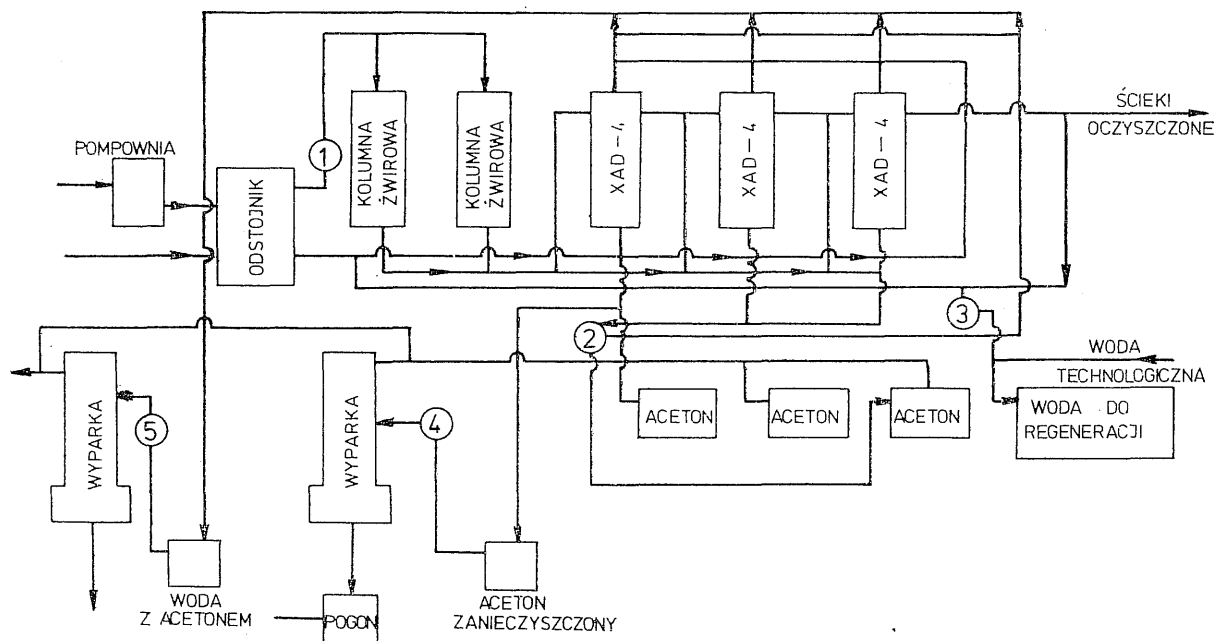 POMPOWNIA
ODSTOJNIK
1
KOLUMNA
ŻWIROWA
KOLUMNA
ŻWIROWA
XAD-4
XAD-4
XAD-4
ŚCIEKI
OCZYSZCZONE
2
3
WODA
TECHNOLOGICZNA
WYPARKA
5
WYPARKA
4
ACETON
ACETON
ACETON
WODA DO
REGENERACJI
WODA
Z ACETONEM
POGON
ACETON
ZANIECZYSZCZONY